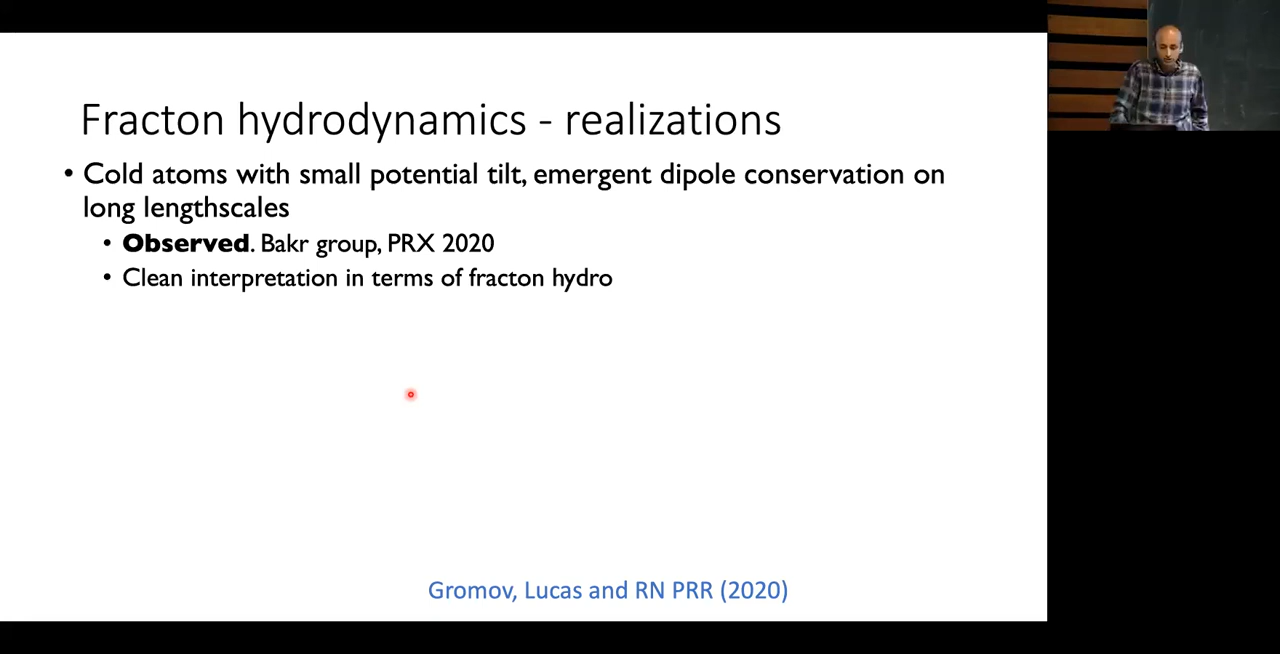 Fracton hydrodynamics - realizations
• Cold atoms with small potential tilt, emergent dipole conservation on
long lengthscales
• Observed. Bakr group, PRX 2020
• Clean interpretation in terms of fracton hydro
Gromov, Lucas and RN PRR (2020)